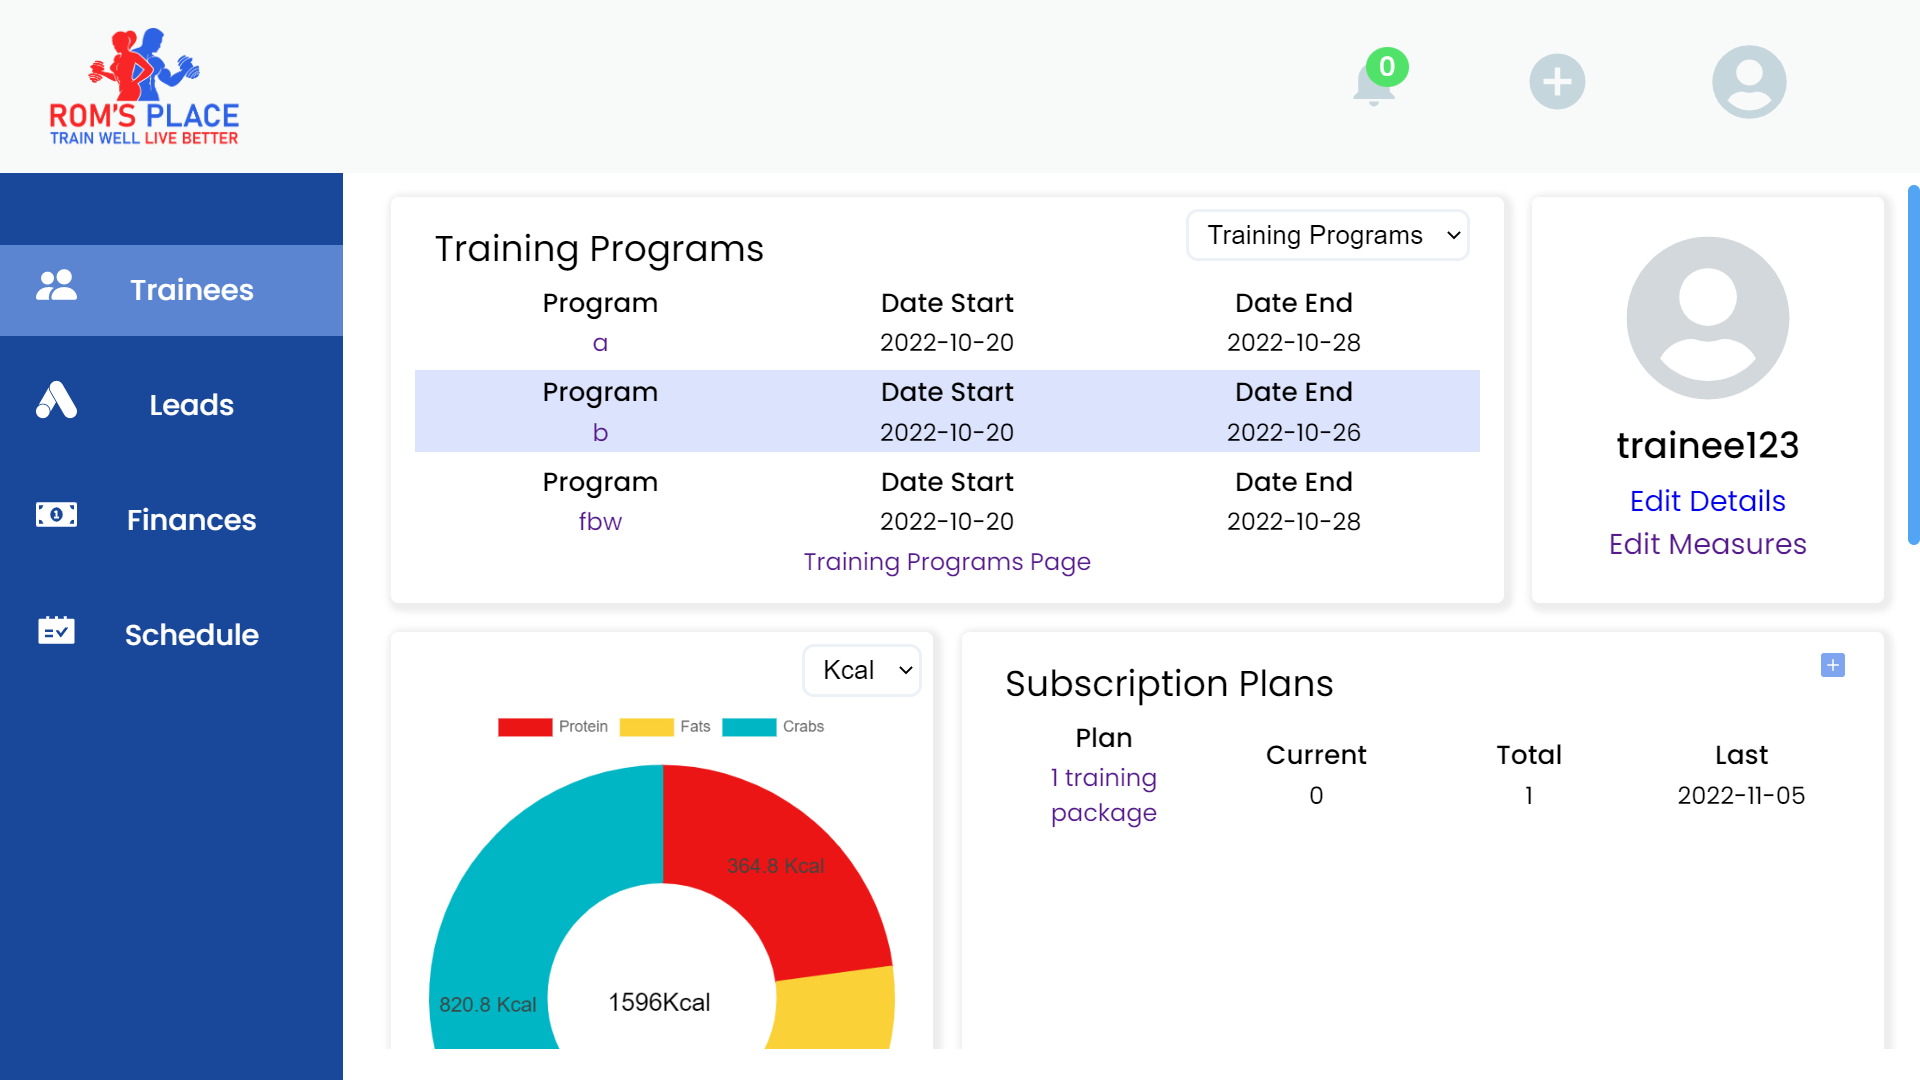 ROM'S PLACE
TRAIN WELL LIVE BETTER
0
Trainees
Leads
Finances
Schedule
Training Programs
Training Programs
Program Date Start Date End
a 2022-10-20 2022-10-28
Program Date Start Date End
b 2022-10-20 2022-10-26
Program Date Start Date End
fbw 2022-10-20 2022-10-28
Training Programs Page
trainee123
Edit Details
Edit Measures
Kcal
Protein Fats Crabs
364.8 Kcal
820.8 Kcal
1596Kcal
Subscription Plans
Plan Current Total Last
1 training package 0 1 2022-11-05